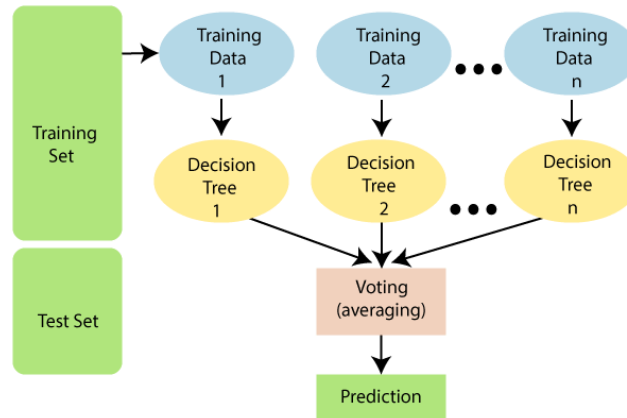 Training
Set
Training
Data
1
Training
Data
2
Training
Data
n
Decision
Tree
1
Decision
Tree
2
Decision
Tree
n
Test Set
Voting
(averaging)
Prediction